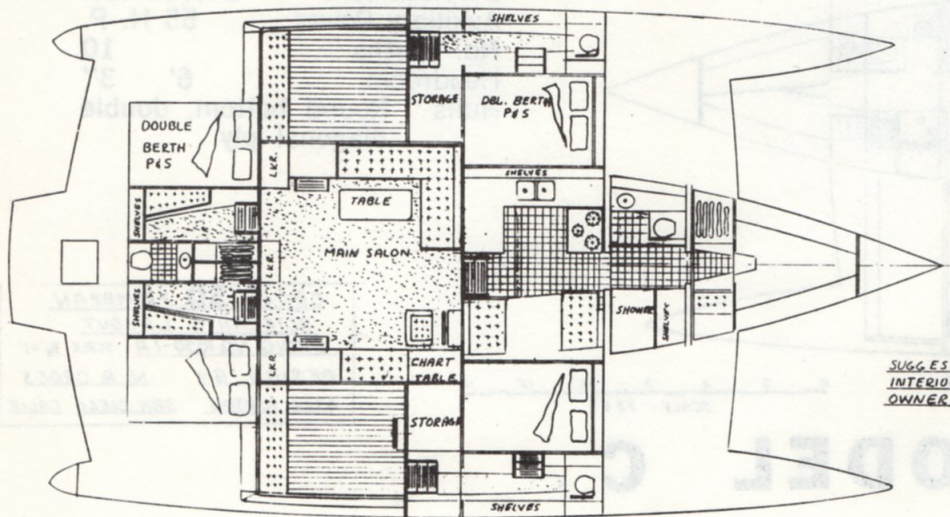 SHELVES
STORAGE
DBL. BERTH
P&S
DOUBLE
BERTH
P&S
LKR.
SHELVES
TABLE
SHELVES
MAIN SALON
LKR.
SHELVES
SHOWER
SHELVES
LKR.
CHART
TABLE
STORAGE
SHELVES
SUGGES
INTERIO
OWNER